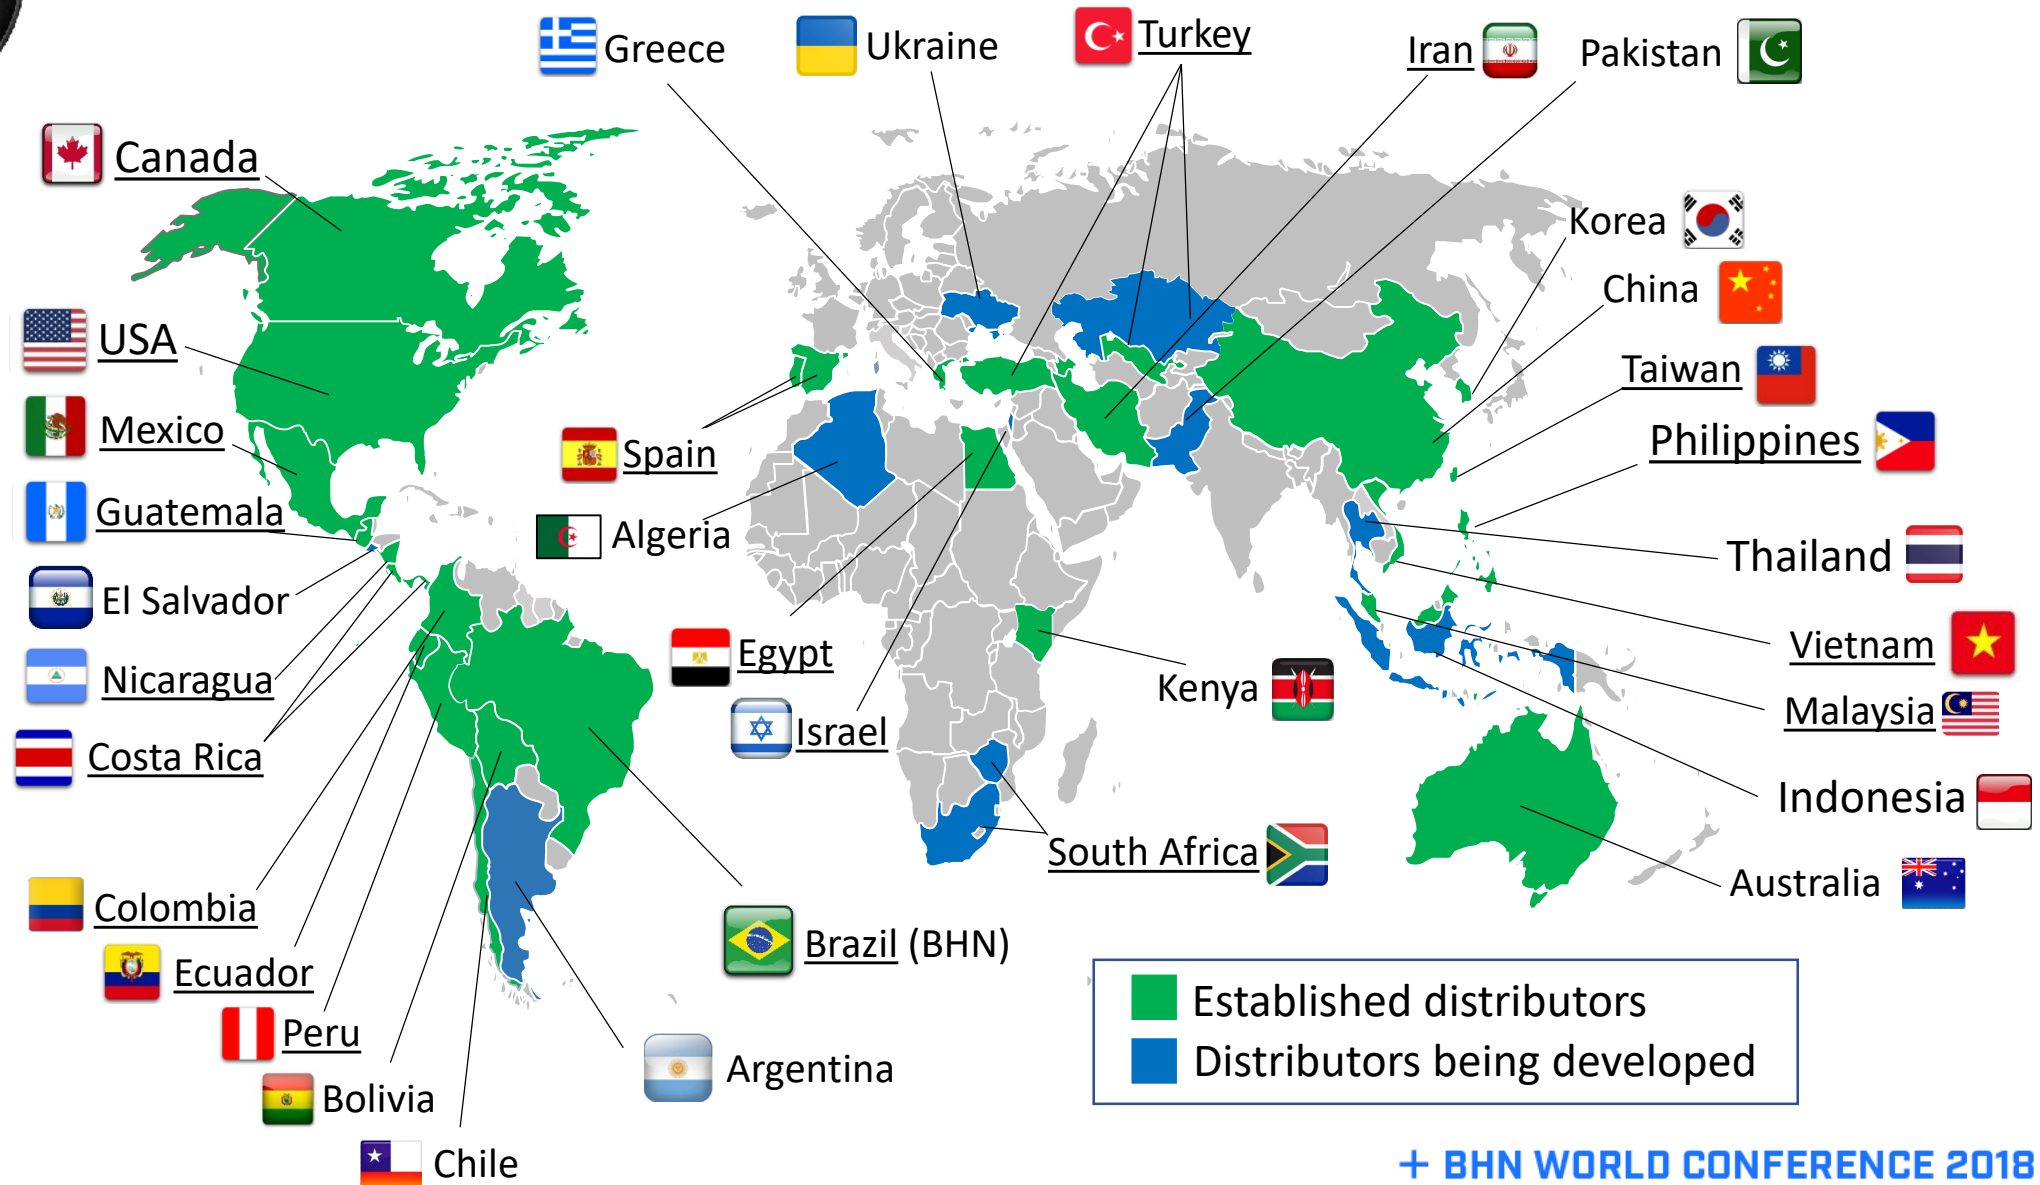 Greece
Ukraine
Turkey
Iran
Pakistan
Canada
Korea
China
USA
Taiwan
Mexico
Philippines
Spain
Guatemala
Algeria
Thailand
El Salvador
Vietnam
Egypt
Nicaragua
Kenya
Malaysia
Israel
Costa Rica
Indonesia
South Africa
Australia
Colombia
Brazil (BHN)
Ecuador
Established distributors
Peru
Distributors being developed
Argentina
Bolivia
Chile
+ BHN WORLD CONFERENCE 2018